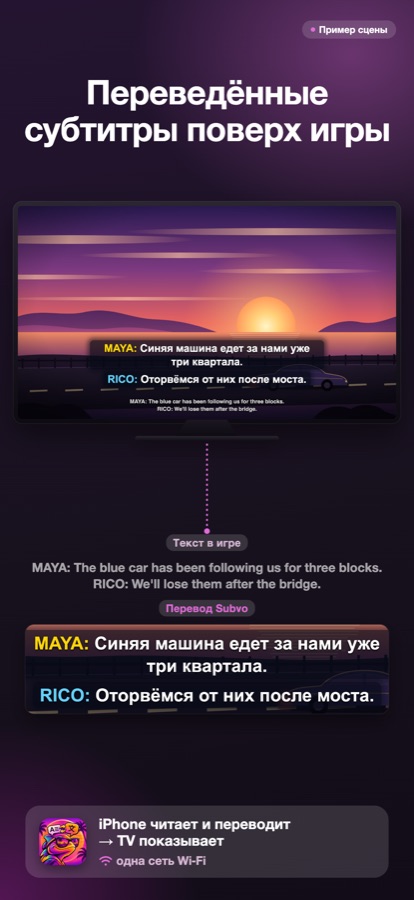 Пример сцены
Переведённые
субтитры поверх игры
MAYA: Синяя машина едет за нами уже
три квартала.
RICO: Оторвёмся от них после моста.
MAYA: The blue car has been following us for three blocks.
RICO: We'll lose them after the bridge.
Текст в игре
MAYA: The blue car has been following us for three blocks.
RICO: We'll lose them after the bridge.
Перевод Subvo
MAYA: Синяя машина едет за нами уже
три квартала.
RICO: Оторвёмся от них после моста.
iPhone читает и переводит
→ TV показывает
одна сеть Wi-Fi